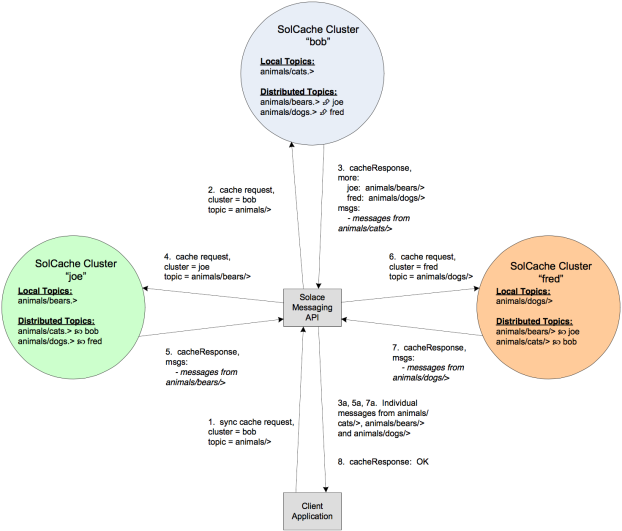 SolCache Cluster
“bob”
Local Topics:
animals/cats.>
Distributed Topics:
animals/bears.> joe
animals/dogs.> fred
2. cache request,
cluster = bob
topic = animals/>
3. cacheResponse,
more:
joe: animals/bears/>
fred: animals/dogs/>
msgs:
- messages from
animals/cats/>
SolCache Cluster
“joe”
Local Topics:
animals/bears.>
Distributed Topics:
animals/cats.> bob
animals/dogs.> fred
4. cache request,
cluster = joe
topic = animals/bears/>
6. cache request,
cluster = fred
topic = animals/dogs/>
SolCache Cluster
“fred”
Local Topics:
animals/dogs/>
Distributed Topics:
animals/bears/> joe
animals/cats/> bob
Solace
Messaging
API
5. cacheResponse,
msgs:
- messages from
animals/bears/>
7. cacheResponse,
msgs:
- messages from
animals/dogs/>
1. sync cache request,
cluster = bob
topic = animals/>
3a, 5a, 7a. Individual
messages from animals/
cats/>, animals/bears/>
and animals/dogs/>
8. cacheResponse: OK
Client
Application